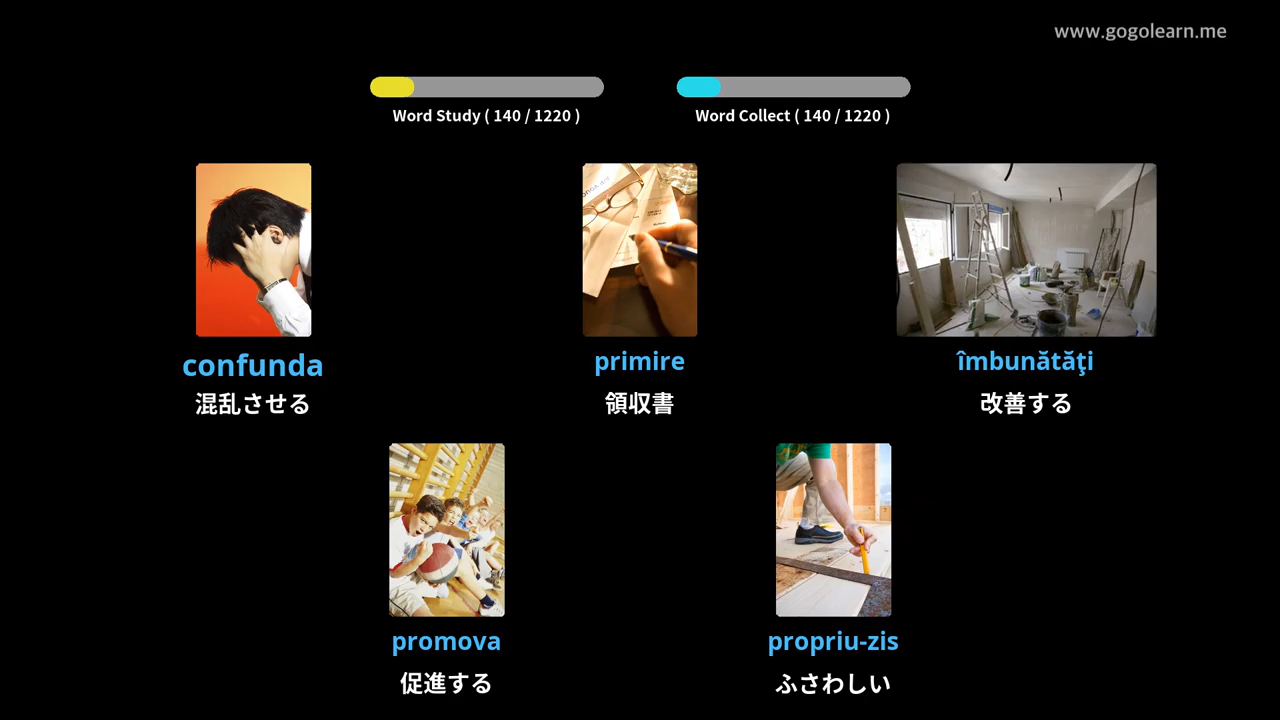 www.gogolearn.me
Word Study ( 140 / 1220 )
Word Collect ( 140 / 1220 )
confunda
primire
îmbunătăţi
混乱させる
領収書
改善する
promova
propriu-zis
促進する
ふさわしい